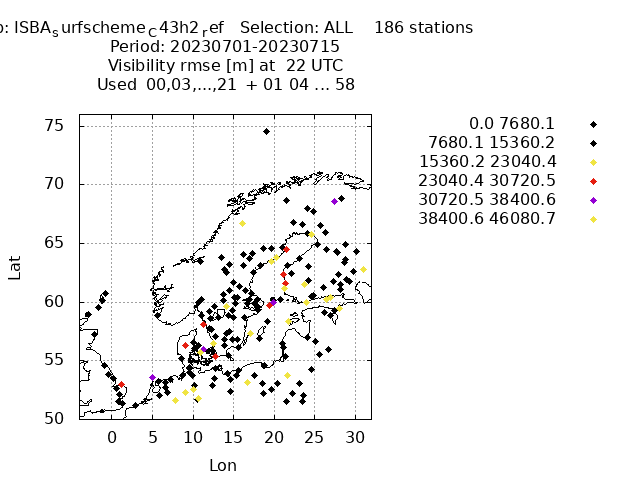 p: ISBA_surfscheme_C43h2_ref Selection: ALL 186 stations
Period: 20230701-20230715
Visibility rmse [m] at 22 UTC
Used 00,03,...,21 + 01 04 ... 58
0.0 7680.1
7680.1 15360.2
15360.2 23040.4
23040.4 30720.5
30720.5 38400.6
38400.6 46080.7
75
70
65
60
55
50
Lat
0 5 10 15 20 25 30
Lon